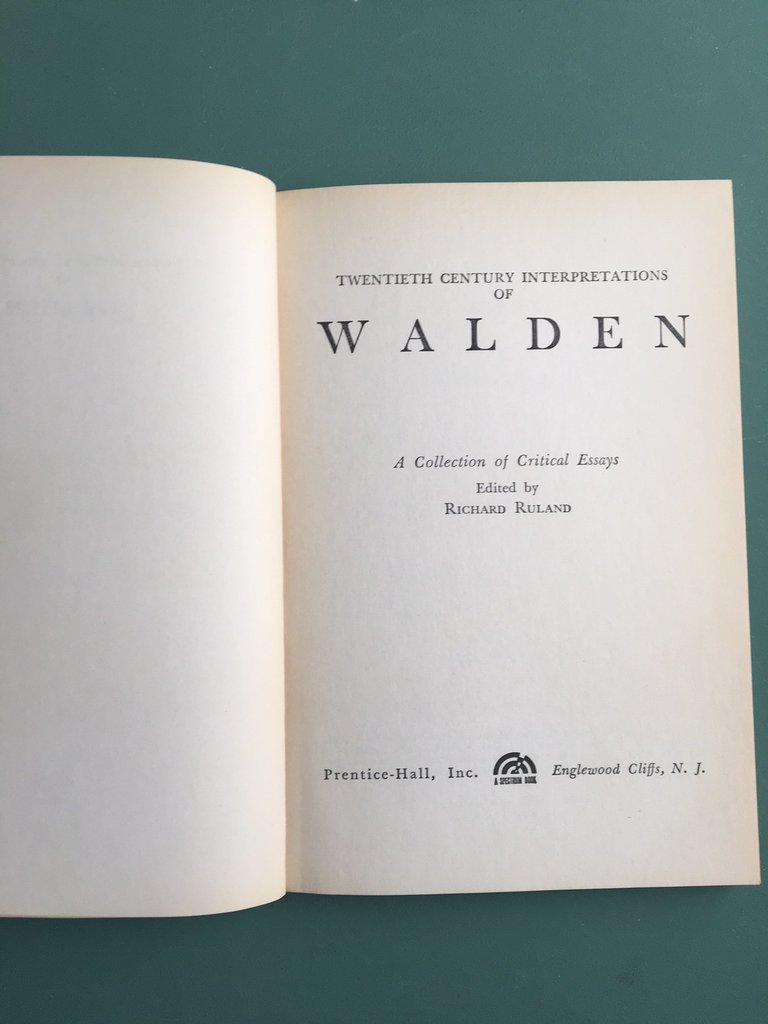 TWENTIETH CENTURY INTERPRETATIONS
OF
WALDEN
A Collection of Critical Essays
Edited by
RICHARD RULAND
Prentice-Hall, Inc.
A SPECTRUM BOOK
Englewood Cliffs, N. J.